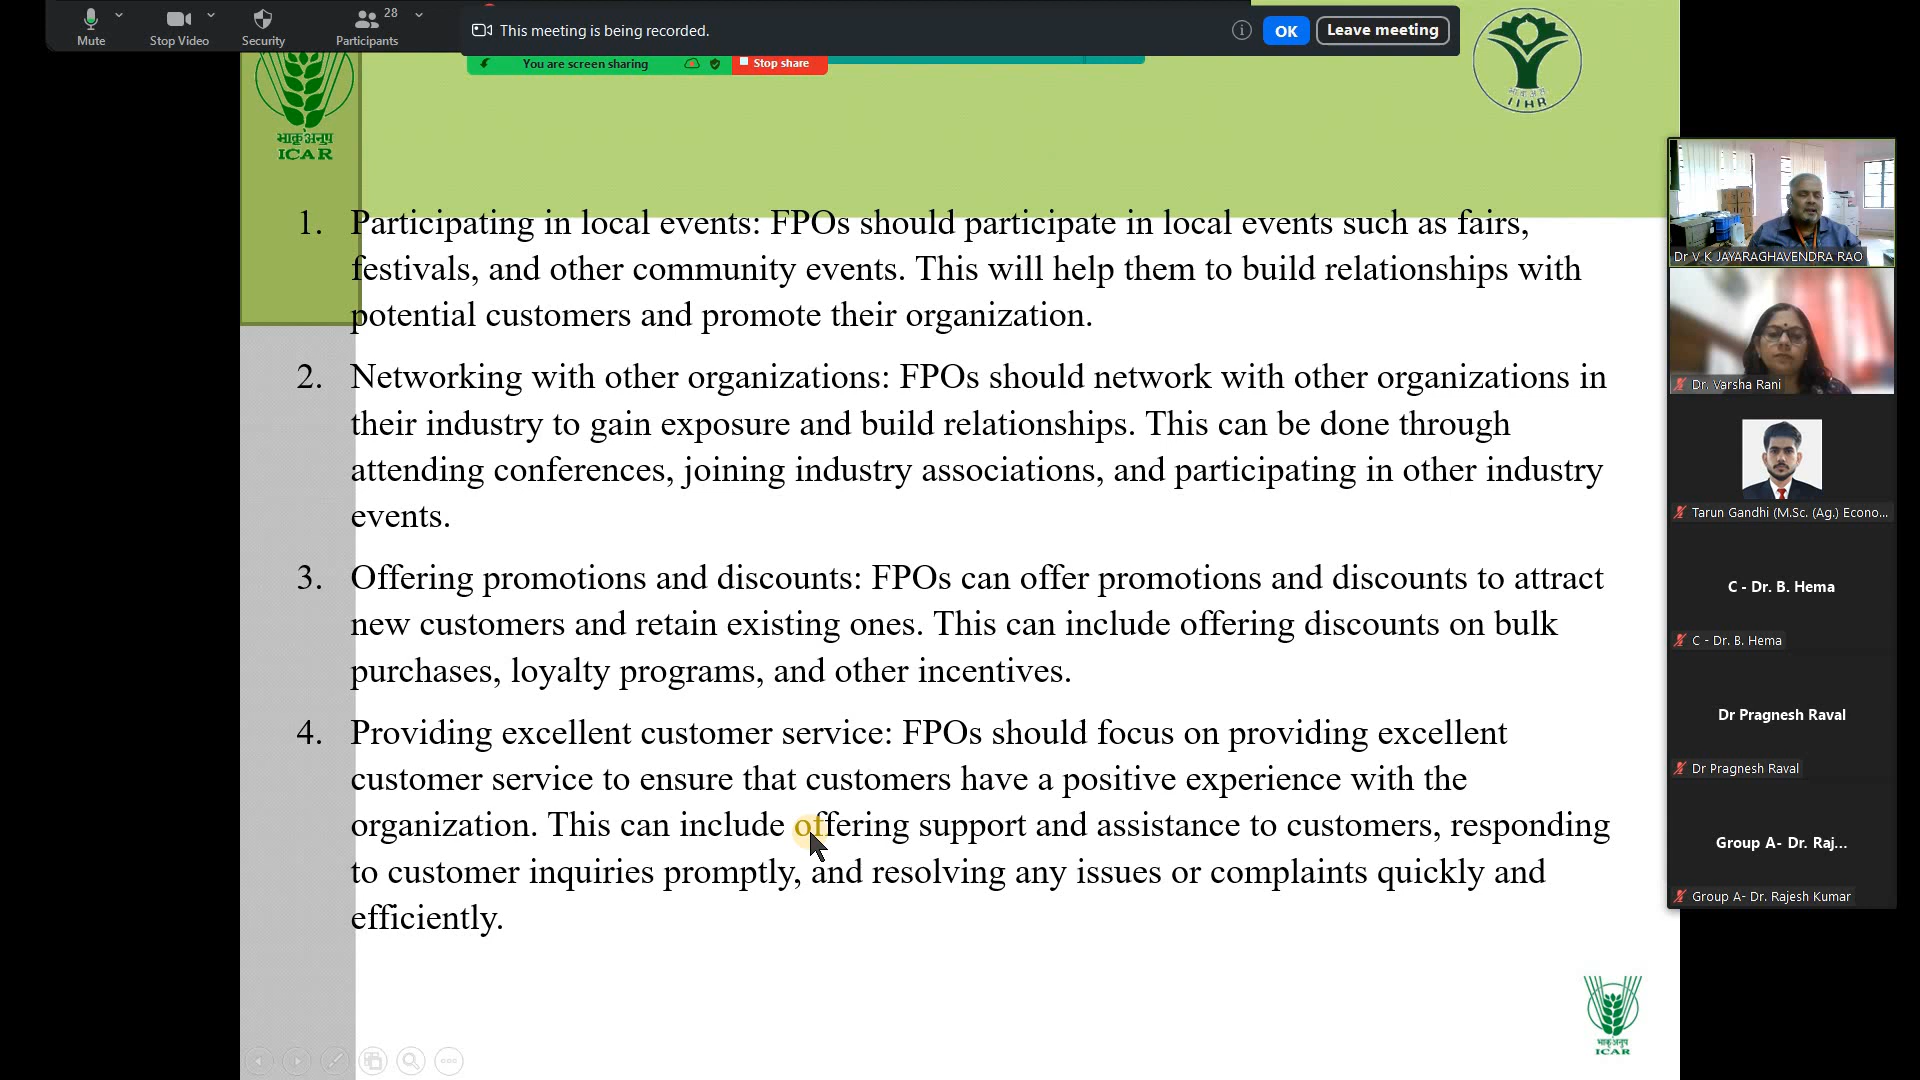 Mute
Stop Video
Security
28
Participants
This meeting is being recorded.
OK
Leave meeting
You are screen sharing
Stop share
भाकृअनुप
ICAR
भा बा अ सं
IIHR
1. Participating in local events: FPOs should participate in local events such as fairs,
festivals, and other community events. This will help them to build relationships with
potential customers and promote their organization.
2. Networking with other organizations: FPOs should network with other organizations in
their industry to gain exposure and build relationships. This can be done through
attending conferences, joining industry associations, and participating in other industry
events.
3. Offering promotions and discounts: FPOs can offer promotions and discounts to attract
new customers and retain existing ones. This can include offering discounts on bulk
purchases, loyalty programs, and other incentives.
4. Providing excellent customer service: FPOs should focus on providing excellent
customer service to ensure that customers have a positive experience with the
organization. This can include offering support and assistance to customers, responding
to customer inquiries promptly, and resolving any issues or complaints quickly and
efficiently.
Dr V K JAYARAGHAVENDRA RAO
Dr. Varsha Rani
Tarun Gandhi (M.Sc. (Ag.) Econo...
C - Dr. B. Hema
C - Dr. B. Hema
Dr Pragnesh Raval
Dr Pragnesh Raval
Group A- Dr. Raj...
Group A- Dr. Rajesh Kumar
भाकृअनुप
ICAR